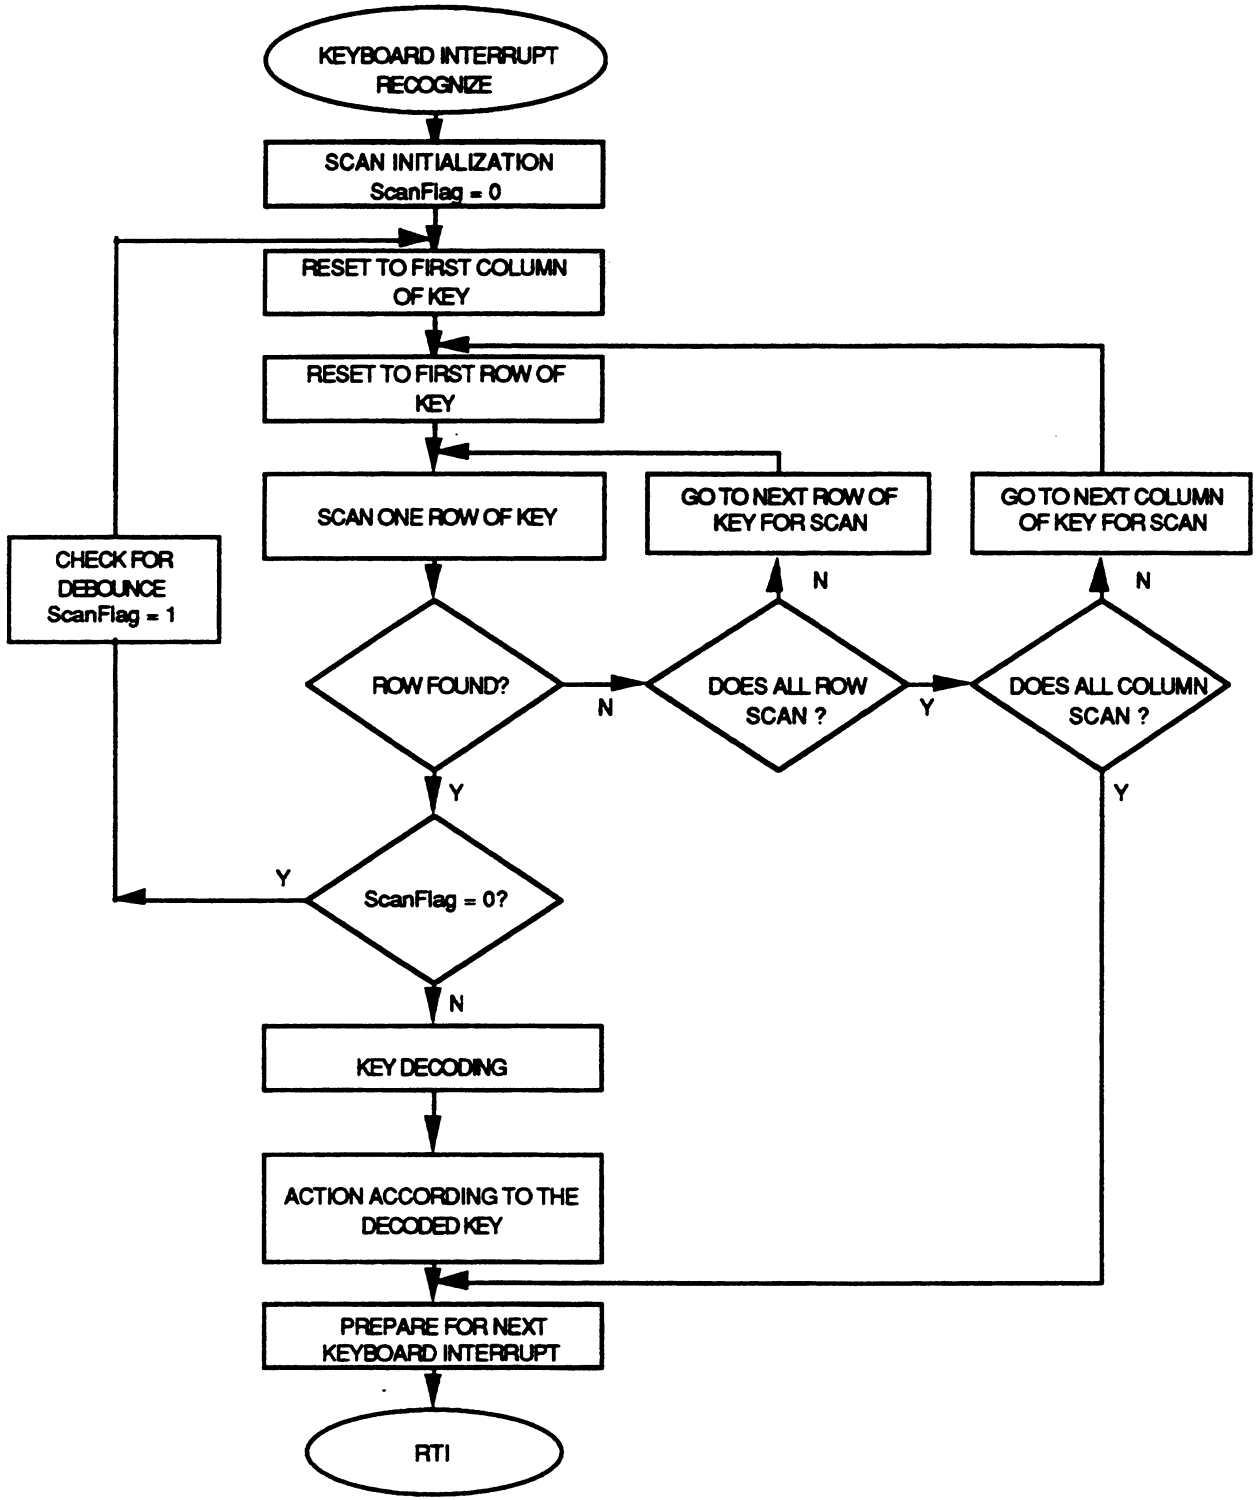 KEYBOARD INTERRUPT
RECOGNIZE
SCAN INITIALIZATION
ScanFlag = 0
RESET TO FIRST COLUMN
OF KEY
RESET TO FIRST ROW OF
KEY
SCAN ONE ROW OF KEY
GO TO NEXT ROW OF
KEY FOR SCAN
GO TO NEXT COLUMN
OF KEY FOR SCAN
CHECK FOR
DEBOUNCE
ScanFlag = 1
N
N
ROW FOUND?
N
DOES ALL ROW
SCAN ?
Y
DOES ALL COLUMN
SCAN ?
Y
Y
Y
ScanFlag = 0?
N
KEY DECODING
ACTION ACCORDING TO THE
DECODED KEY
PREPARE FOR NEXT
KEYBOARD INTERRUPT
RTI